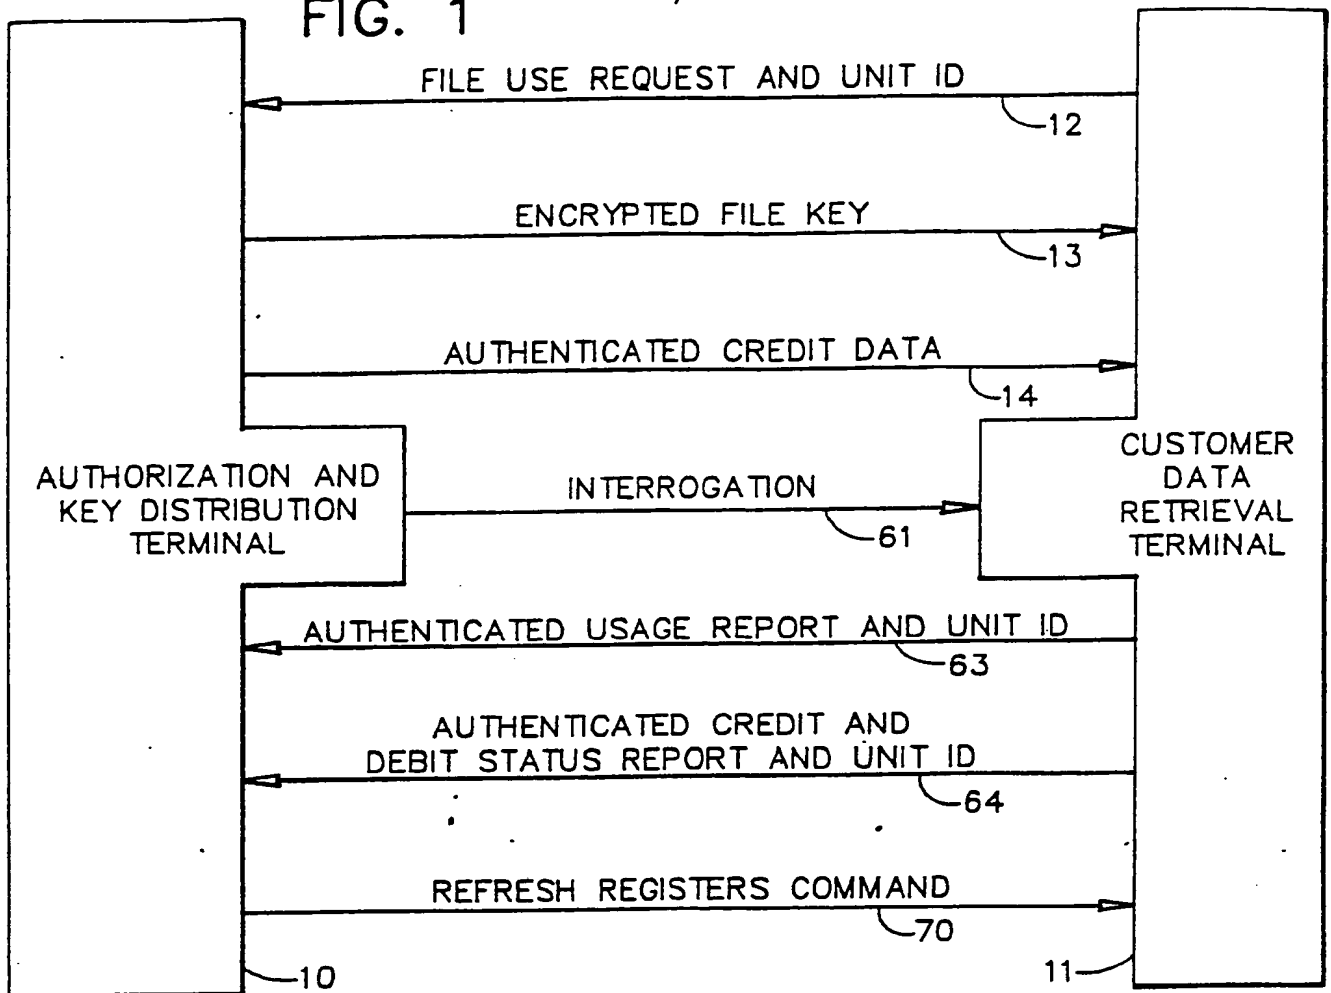 FIG. 1
FILE USE REQUEST AND UNIT ID
12
ENCRYPTED FILE KEY
13
AUTHENTICATED CREDIT DATA
14
AUTHORIZATION AND
KEY DISTRIBUTION
TERMINAL
INTERROGATION
61
CUSTOMER
DATA
RETRIEVAL
TERMINAL
AUTHENTICATED USAGE REPORT AND UNIT ID
63
AUTHENTICATED CREDIT AND
DEBIT STATUS REPORT AND UNIT ID
64
REFRESH REGISTERS COMMAND
70
10
11